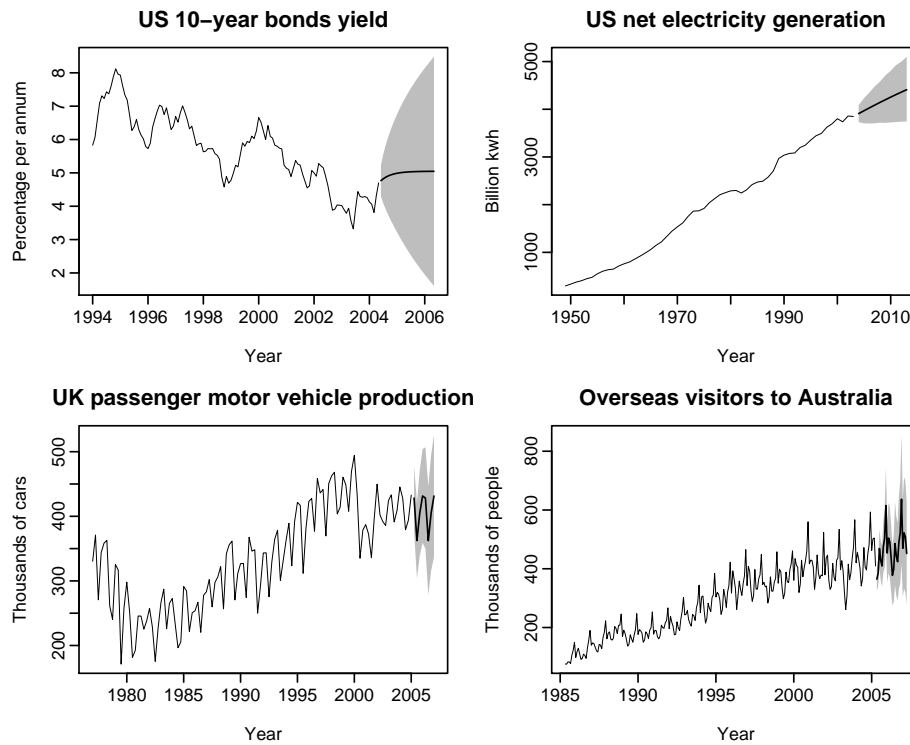 US 10−year bonds yield
Percentage per annum
8
7
6
5
4
3
2
1994 1996 1998 2000 2002 2004 2006
Year
US net electricity generation
Billion kwh
5000
3000
1000
1950 1970 1990 2010
Year
UK passenger motor vehicle production
Thousands of cars
500
400
300
200
1980 1985 1990 1995 2000 2005
Year
Overseas visitors to Australia
Thousands of people
800
600
400
200
1985 1990 1995 2000 2005
Year